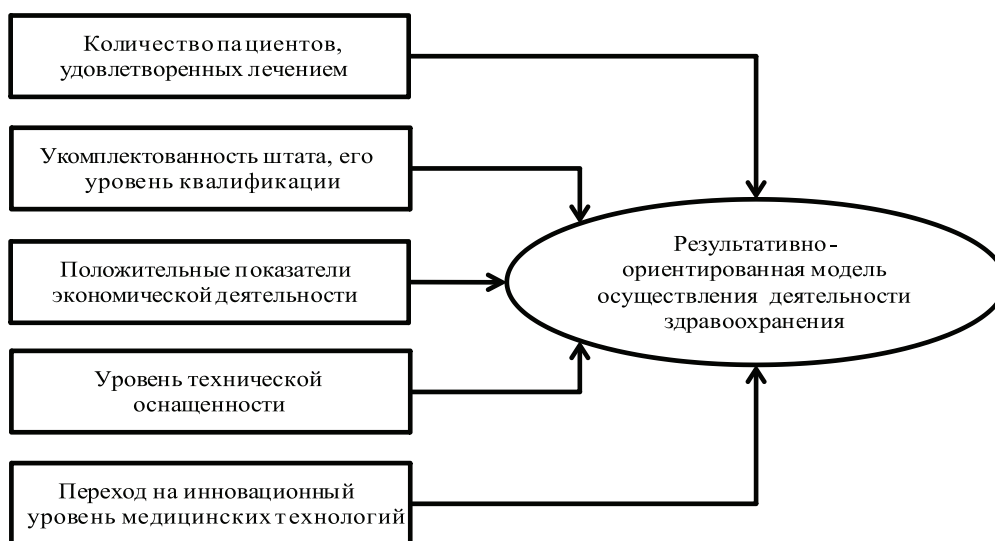 Количество пациентов,
удовлетворенных лечением
Укомплектованность штата, его
уровень квалификации
Положительные показатели
экономической деятельности
Уровень технической
оснащенности
Переход на инновационный
уровень медицинских технологий
Результативно-
ориентированная модель
осуществления деятельности
здравоохранения